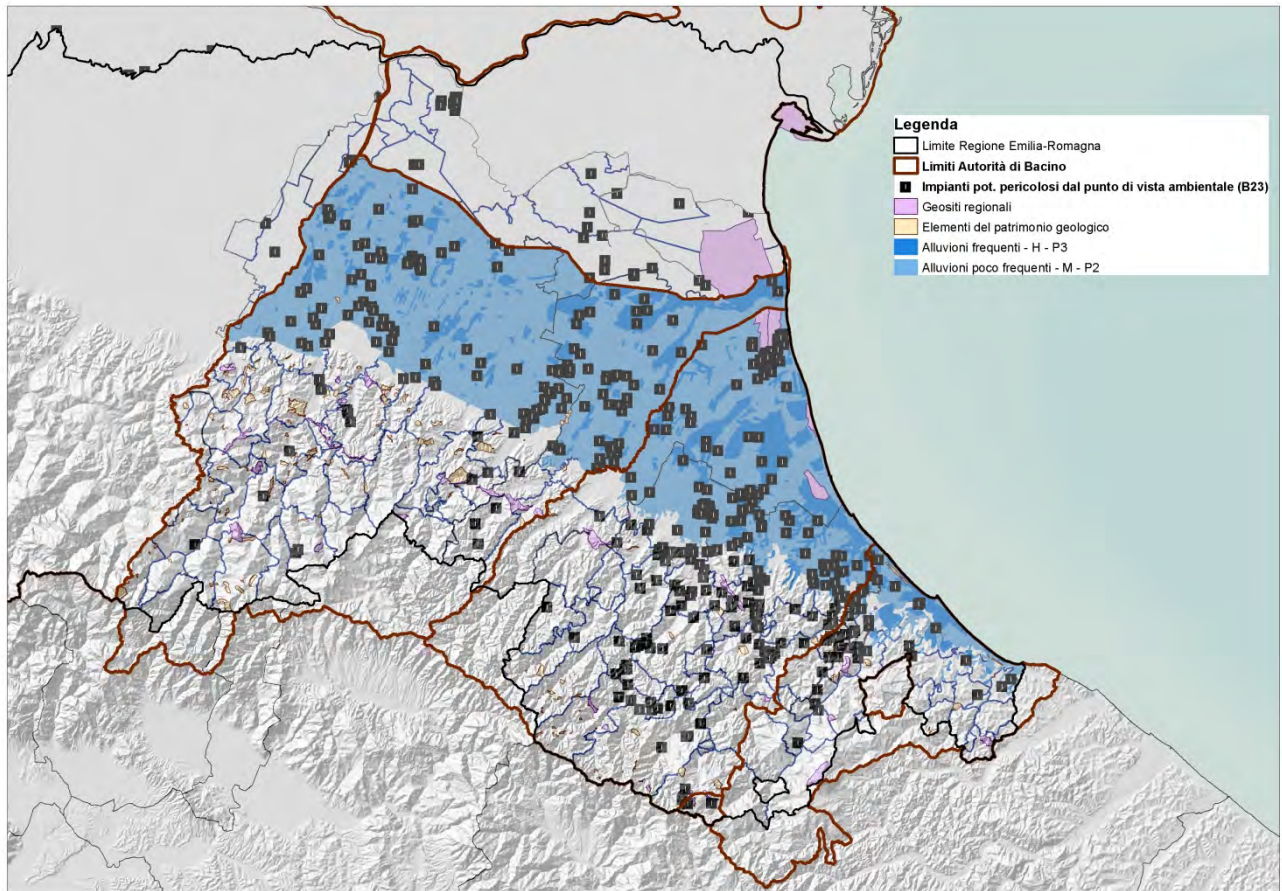 Legenda
Limite Regione Emilia-Romagna
Limiti Autorità di Bacino
Impianti pot. pericolosi dal punto di vista ambientale (B23)
Geositi regionali
Elementi del patrimonio geologico
Alluvioni frequenti - H - P3
Alluvioni poco frequenti - M - P2